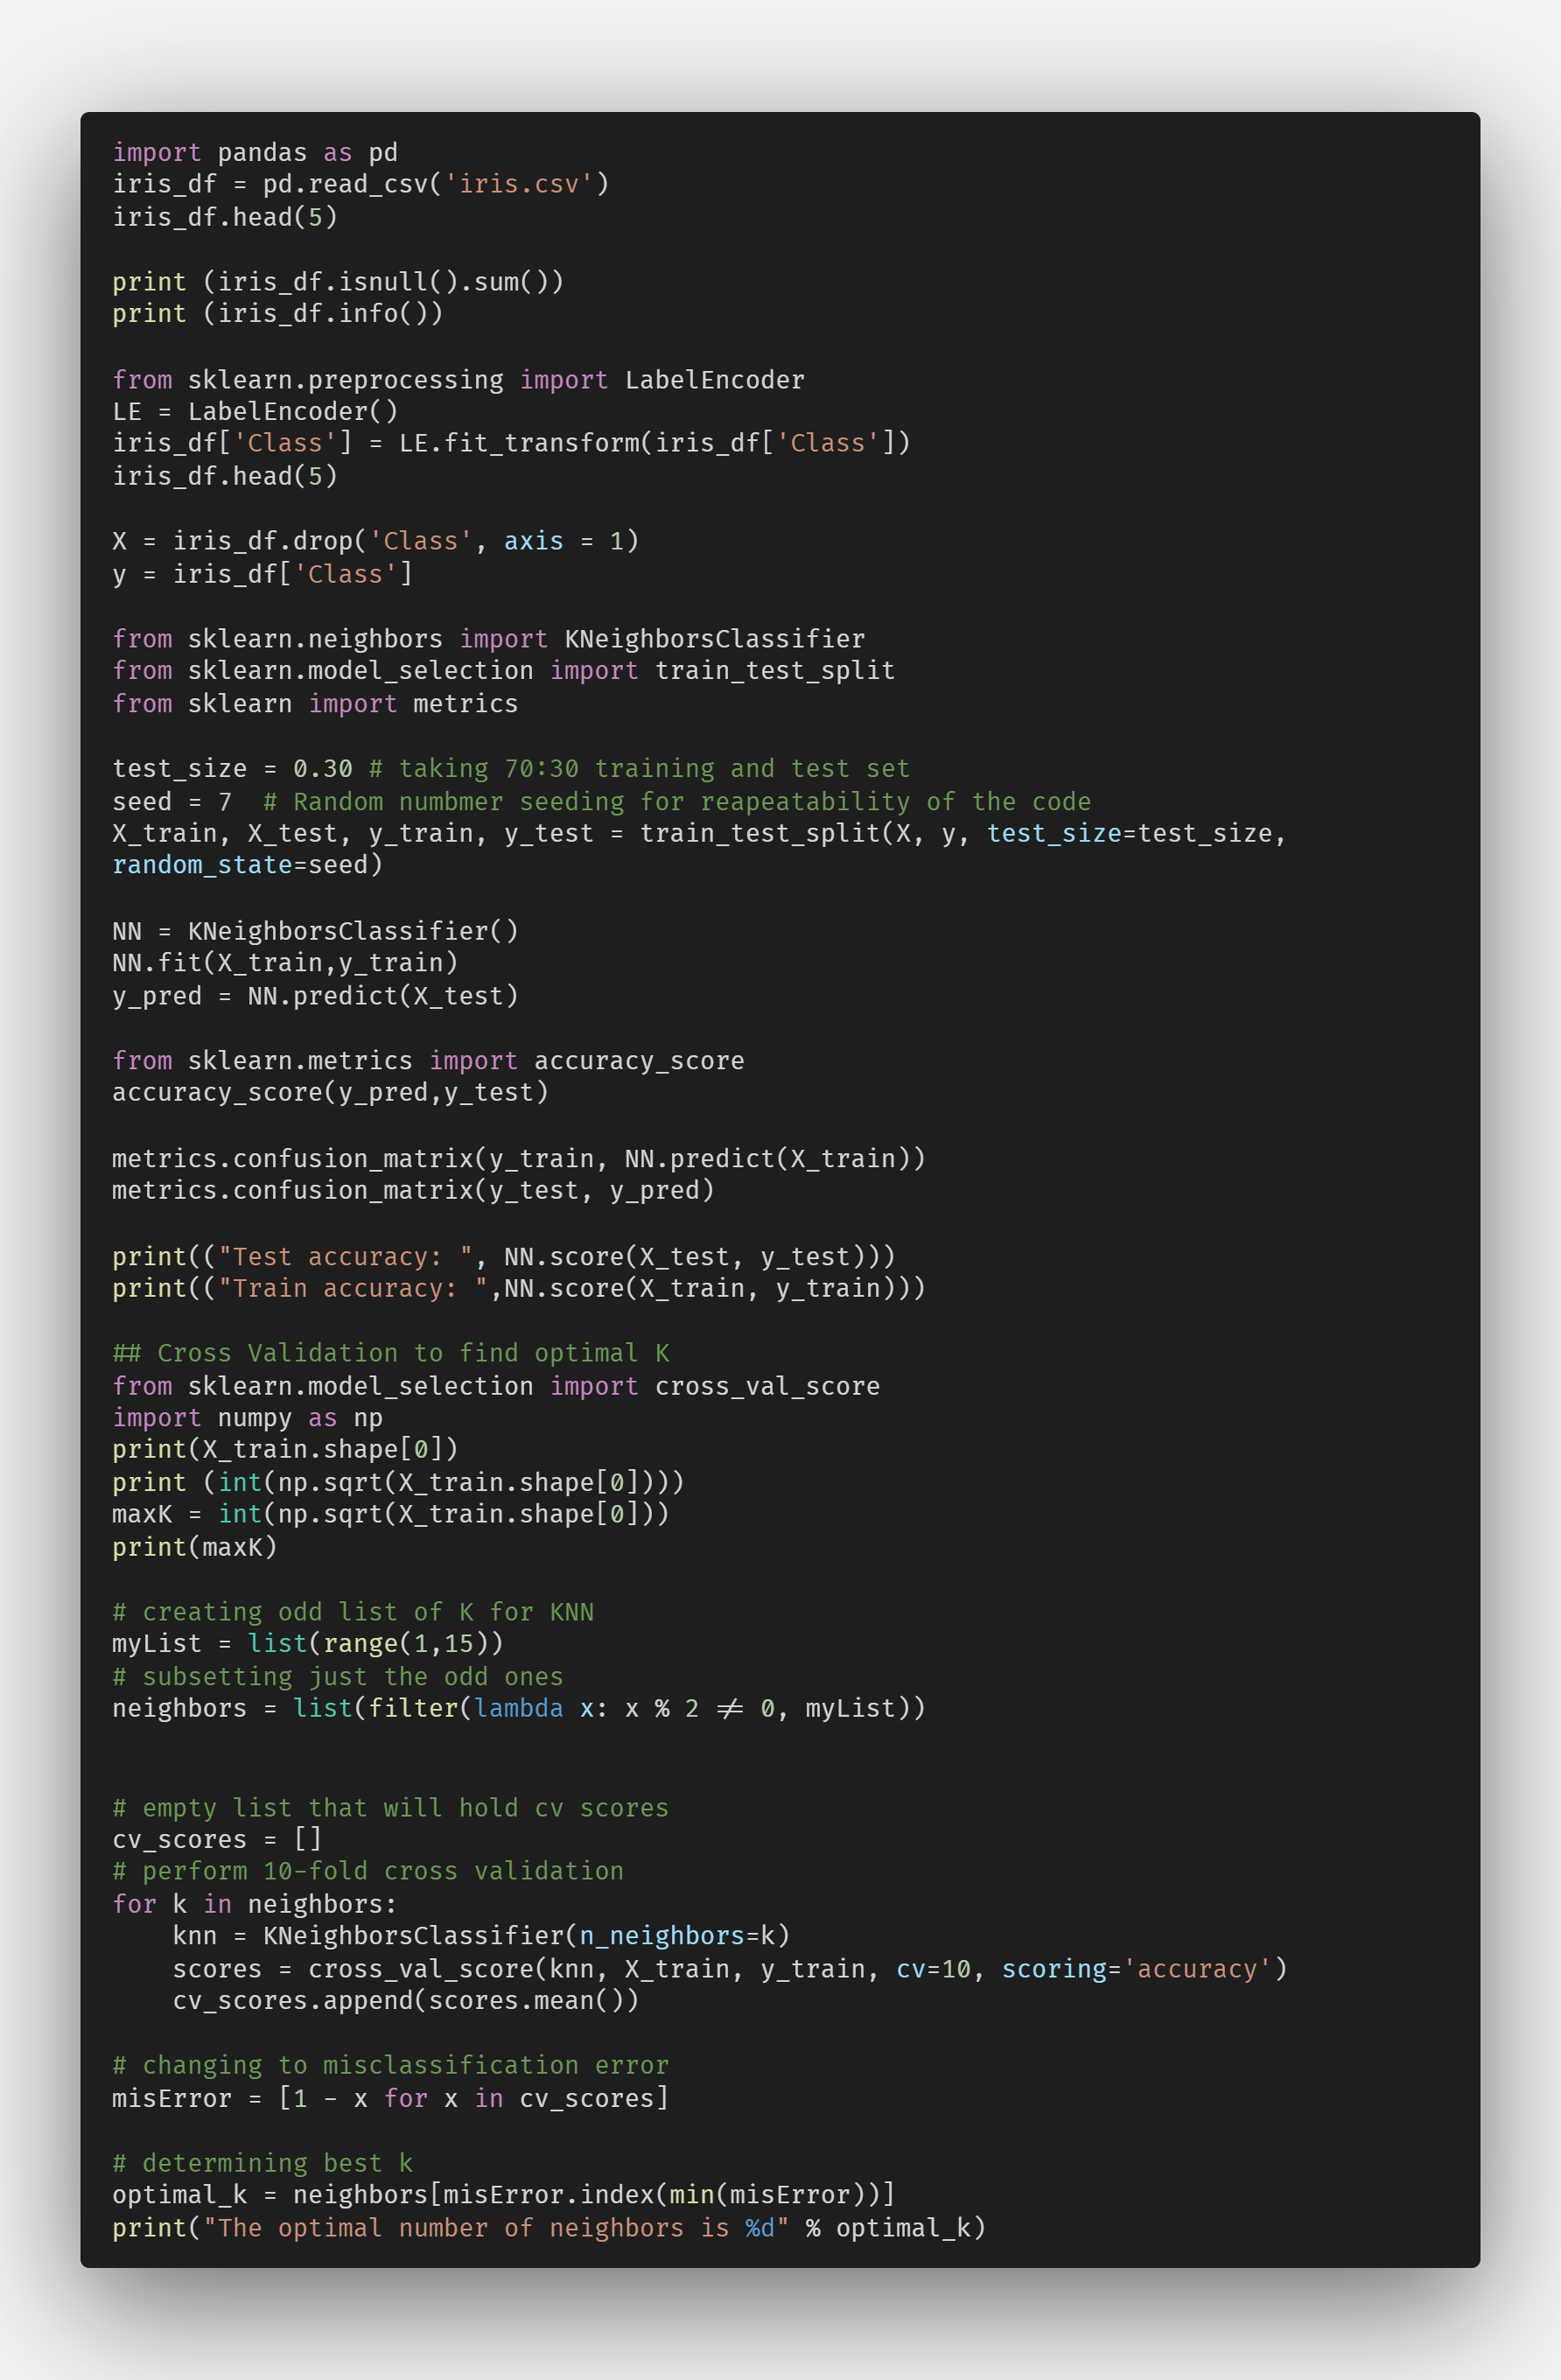 import pandas as pd
iris_df = pd.read_csv('iris.csv')
iris_df.head(5)

print (iris_df.isnull().sum())
print (iris_df.info())

from sklearn.preprocessing import LabelEncoder
LE = LabelEncoder()
iris_df['Class'] = LE.fit_transform(iris_df['Class'])
iris_df.head(5)

X = iris_df.drop('Class', axis = 1)
y = iris_df['Class']

from sklearn.neighbors import KNeighborsClassifier
from sklearn.model_selection import train_test_split
from sklearn import metrics

test_size = 0.30 # taking 70:30 training and test set
seed = 7  # Random numbmer seeding for reapeatability of the code
X_train, X_test, y_train, y_test = train_test_split(X, y, test_size=test_size,
random_state=seed)

NN = KNeighborsClassifier()
NN.fit(X_train,y_train)
y_pred = NN.predict(X_test)

from sklearn.metrics import accuracy_score
accuracy_score(y_pred,y_test)

metrics.confusion_matrix(y_train, NN.predict(X_train))
metrics.confusion_matrix(y_test, y_pred)

print(("Test accuracy: ", NN.score(X_test, y_test)))
print(("Train accuracy: ",NN.score(X_train, y_train)))

## Cross Validation to find optimal K
from sklearn.model_selection import cross_val_score
import numpy as np
print(X_train.shape[0])
print (int(np.sqrt(X_train.shape[0])))
maxK = int(np.sqrt(X_train.shape[0]))
print(maxK)

# creating odd list of K for KNN
myList = list(range(1,15))
# subsetting just the odd ones
neighbors = list(filter(lambda x: x % 2 != 0, myList))


# empty list that will hold cv scores
cv_scores = []
# perform 10-fold cross validation
for k in neighbors:
    knn = KNeighborsClassifier(n_neighbors=k)
    scores = cross_val_score(knn, X_train, y_train, cv=10, scoring='accuracy')
    cv_scores.append(scores.mean())

# changing to misclassification error
misError = [1 - x for x in cv_scores]

# determining best k
optimal_k = neighbors[misError.index(min(misError))]
print("The optimal number of neighbors is %d" % optimal_k)